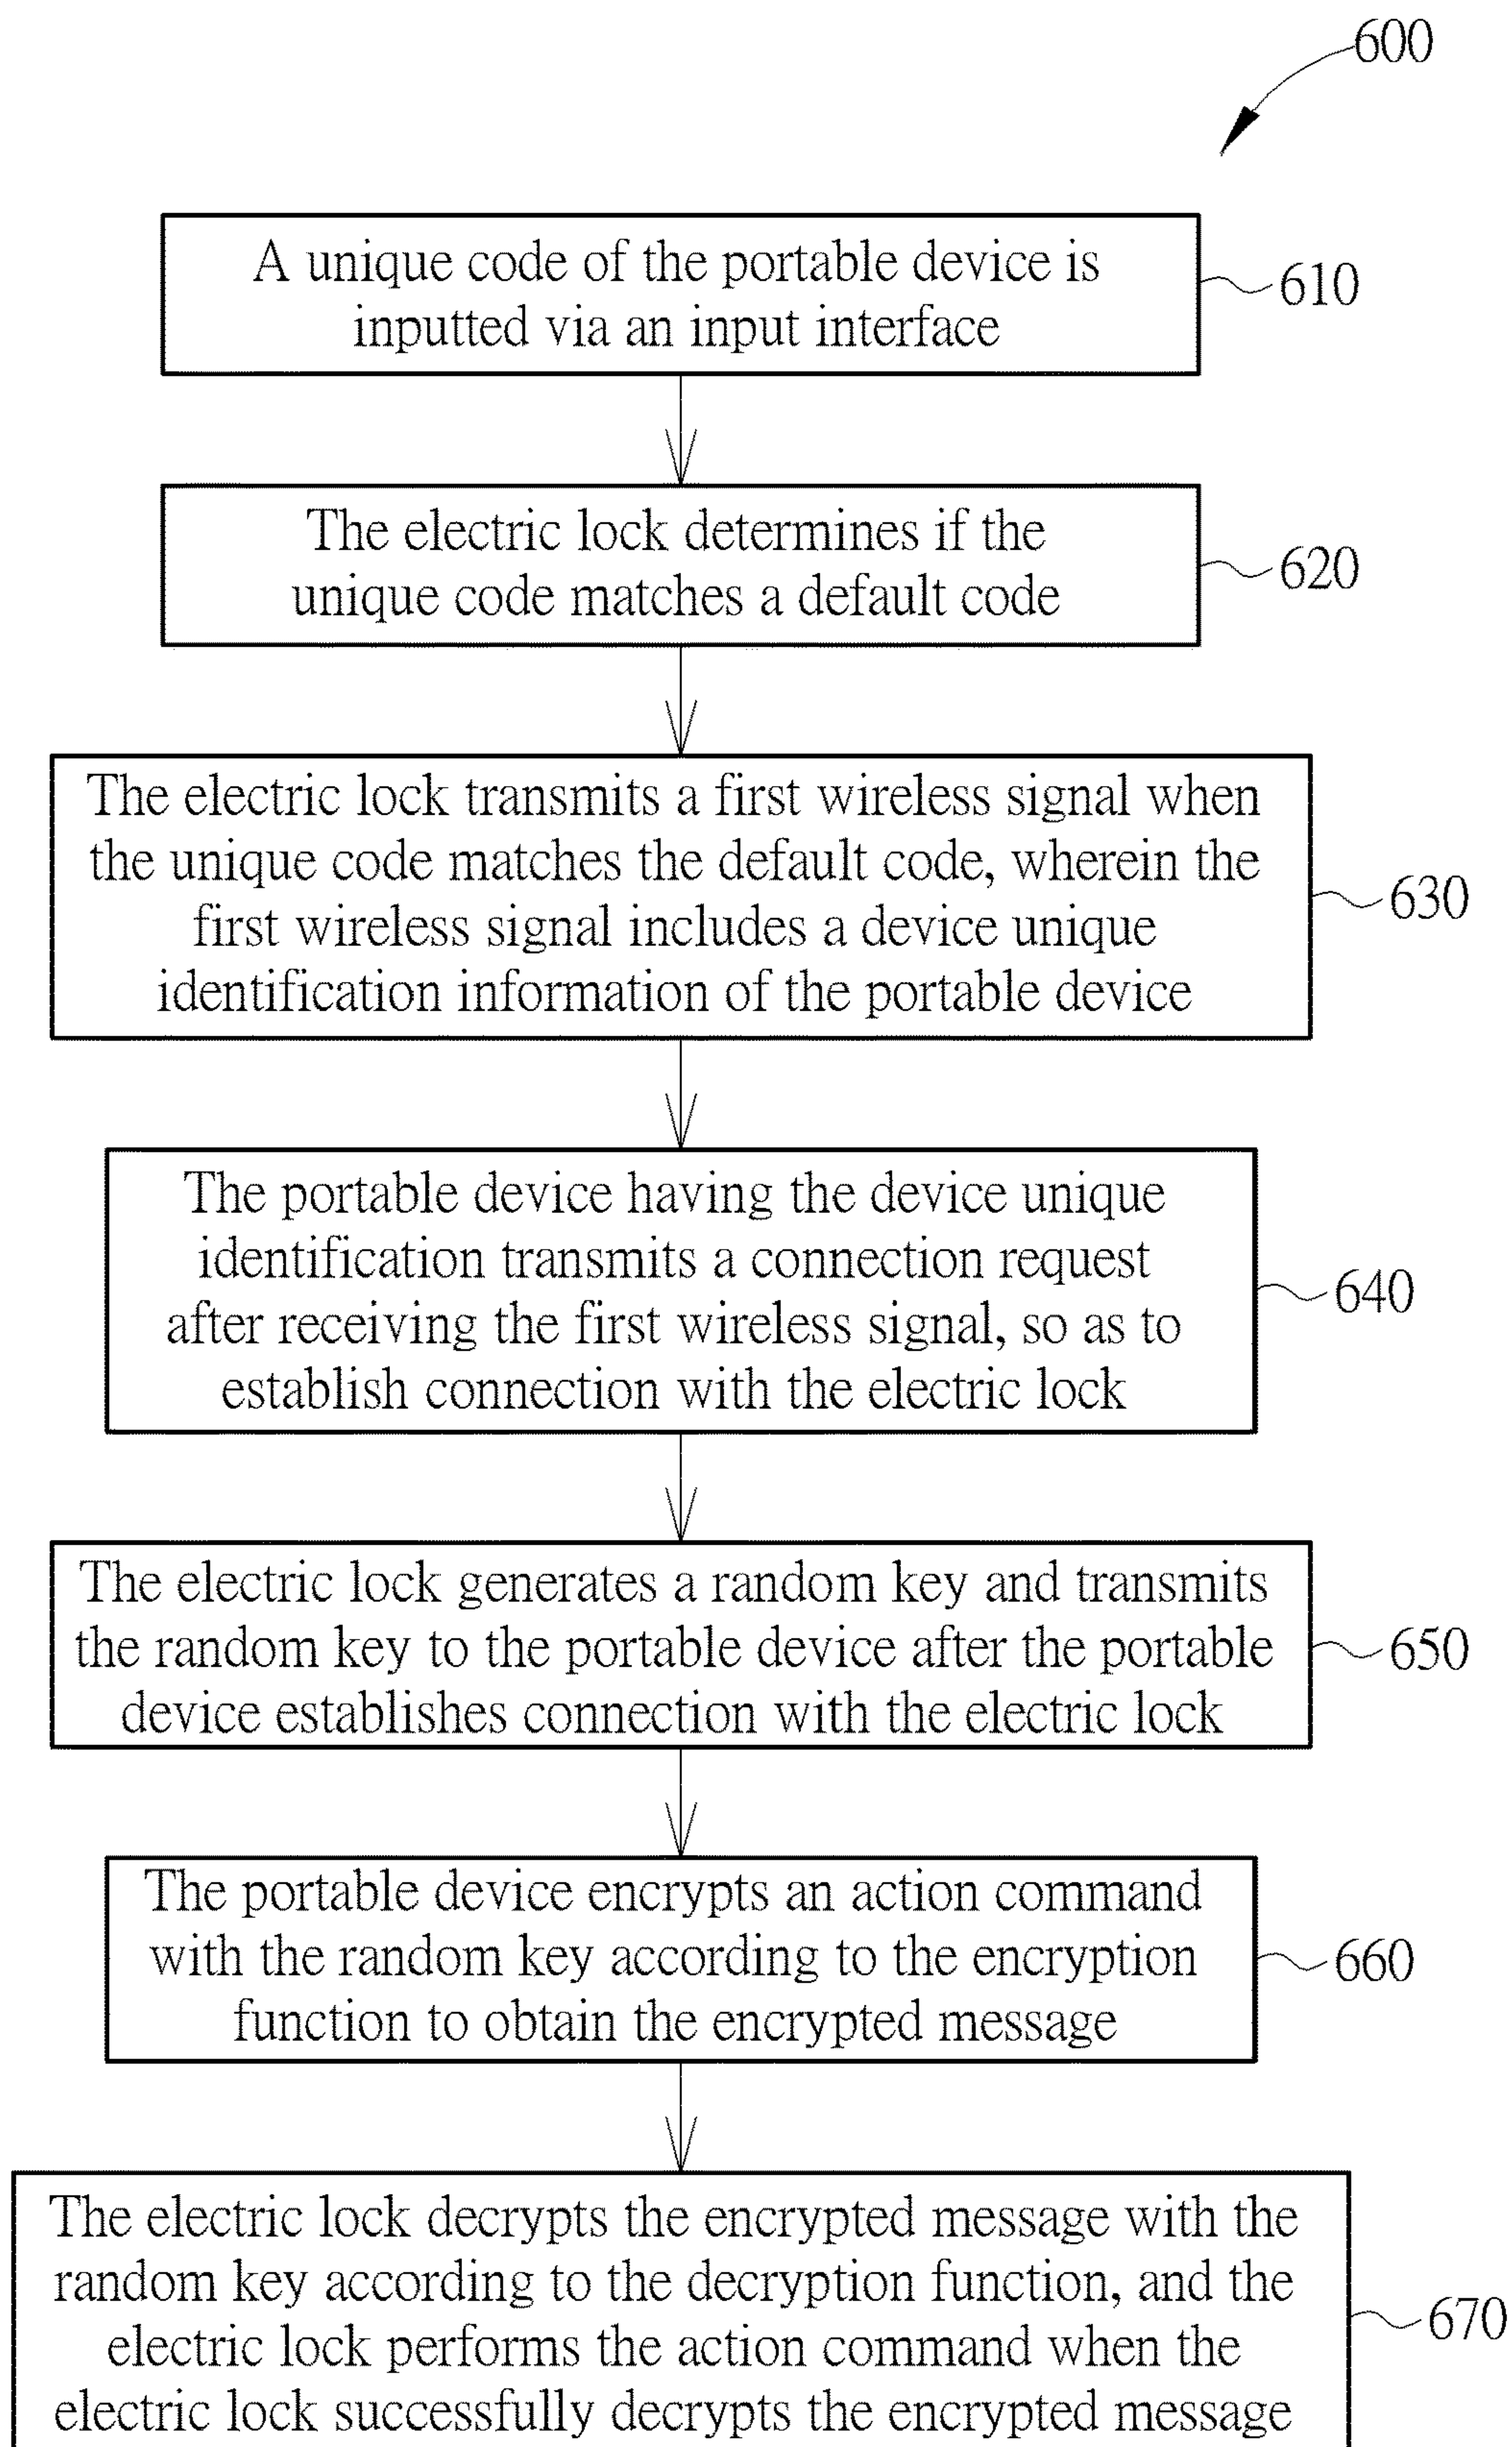 600
A unique code of the portable device is
inputted via an input interface
610
The electric lock determines if the
unique code matches a default code
620
The electric lock transmits a first wireless signal when
the unique code matches the default code, wherein the
first wireless signal includes a device unique
identification information of the portable device
630
The portable device having the device unique
identification transmits a connection request
after receiving the first wireless signal, so as to
establish connection with the electric lock
640
The electric lock generates a random key and transmits
the random key to the portable device after the portable
device establishes connection with the electric lock
650
The portable device encrypts an action command
with the random key according to the encryption
function to obtain the encrypted message
660
The electric lock decrypts the encrypted message with the
random key according to the decryption function, and the
electric lock performs the action command when the
electric lock successfully decrypts the encrypted message
670